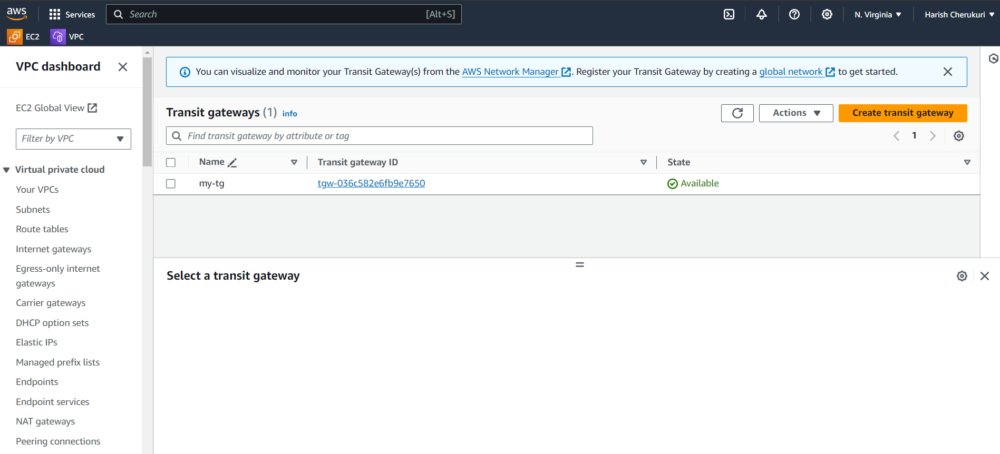 aws
Services
Search [Alt+S]
N. Virginia
Harish Cherukuri
EC2
VPC
VPC dashboard
EC2 Global View
Filter by VPC
Virtual private cloud
Your VPCs
Subnets
Route tables
Internet gateways
Egress-only internet
gateways
Carrier gateways
DHCP option sets
Elastic IPs
Managed prefix lists
Endpoints
Endpoint services
NAT gateways
Peering connections
You can visualize and monitor your Transit Gateway(s) from the AWS Network Manager. Register your Transit Gateway by creating a global network to get started.
Transit gateways (1) info
Actions
Create transit gateway
Find transit gateway by attribute or tag
1
Name Transit gateway ID State
my-tg tgw-036c582e6fb9e7650 Available
Select a transit gateway